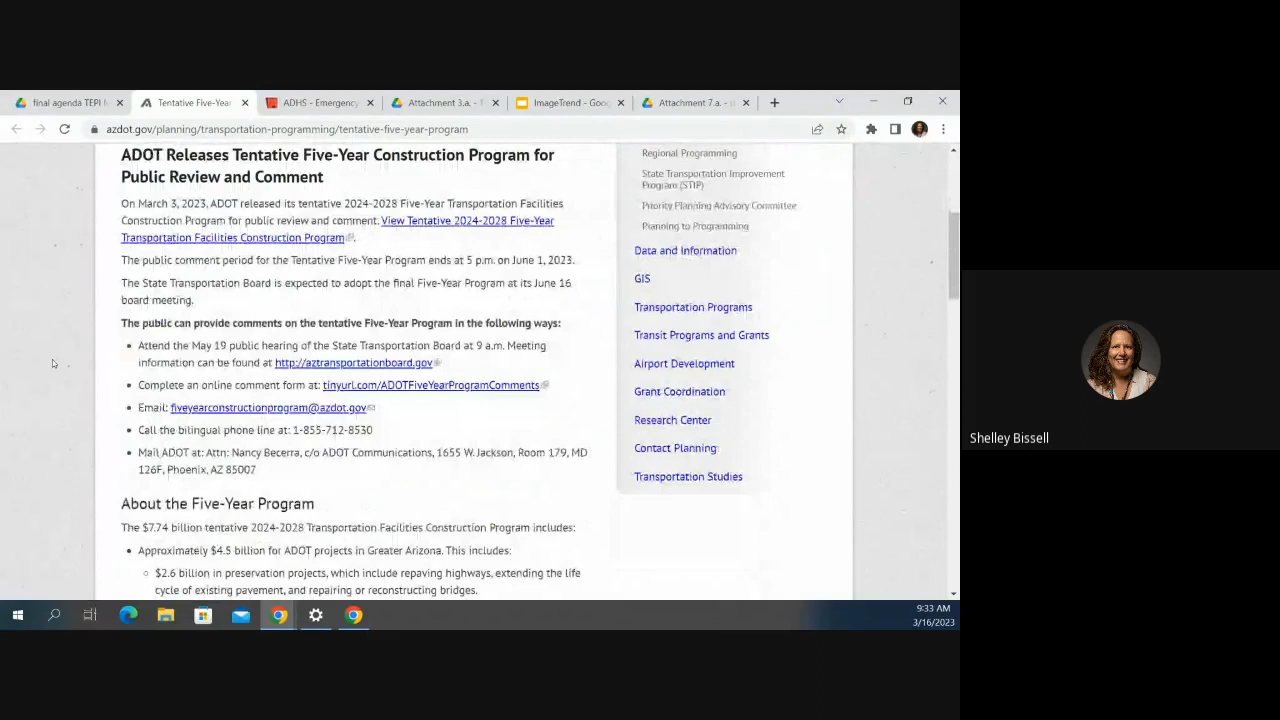 final agenda TEPI
Tentative Five-Year
ADHS - Emergency
Attachment 3.a. -
ImageTrend - Goog
Attachment 7.a. -
azdot.gov/planning/transportation-programming/tentative-five-year-program
ADOT Releases Tentative Five-Year Construction Program for
Public Review and Comment
On March 3, 2023, ADOT released its tentative 2024-2028 Five-Year Transportation Facilities
Construction Program for public review and comment. View Tentative 2024-2028 Five-Year
Transportation Facilities Construction Program.
The public comment period for the Tentative Five-Year Program ends at 5 p.m. on June 1, 2023.
The State Transportation Board is expected to adopt the final Five-Year Program at its June 16
board meeting.
The public can provide comments on the tentative Five-Year Program in the following ways:
Attend the May 19 public hearing of the State Transportation Board at 9 a.m. Meeting
information can be found at http://aztransportationboard.gov
Complete an online comment form at: tinyurl.com/ADOTFiveYearProgramComments
Email: fiveyearconstructionprogram@azdot.gov
Call the bilingual phone line at: 1-855-712-8530
Mail ADOT at: Attn: Nancy Becerra, c/o ADOT Communications, 1655 W. Jackson, Room 179, MD
126F, Phoenix, AZ 85007
About the Five-Year Program
The $7.74 billion tentative 2024-2028 Transportation Facilities Construction Program includes:
Approximately $4.5 billion for ADOT projects in Greater Arizona. This includes:
$2.6 billion in preservation projects, which include repaving highways, extending the life
cycle of existing pavement, and repairing or reconstructing bridges.
Regional Programming
State Transportation Improvement
Program (STIP)
Priority Planning Advisory Committee
Planning to Programming
Data and Information
GIS
Transportation Programs
Transit Programs and Grants
Airport Development
Grant Coordination
Research Center
Contact Planning
Transportation Studies
9:33 AM
3/16/2023
Shelley Bissell